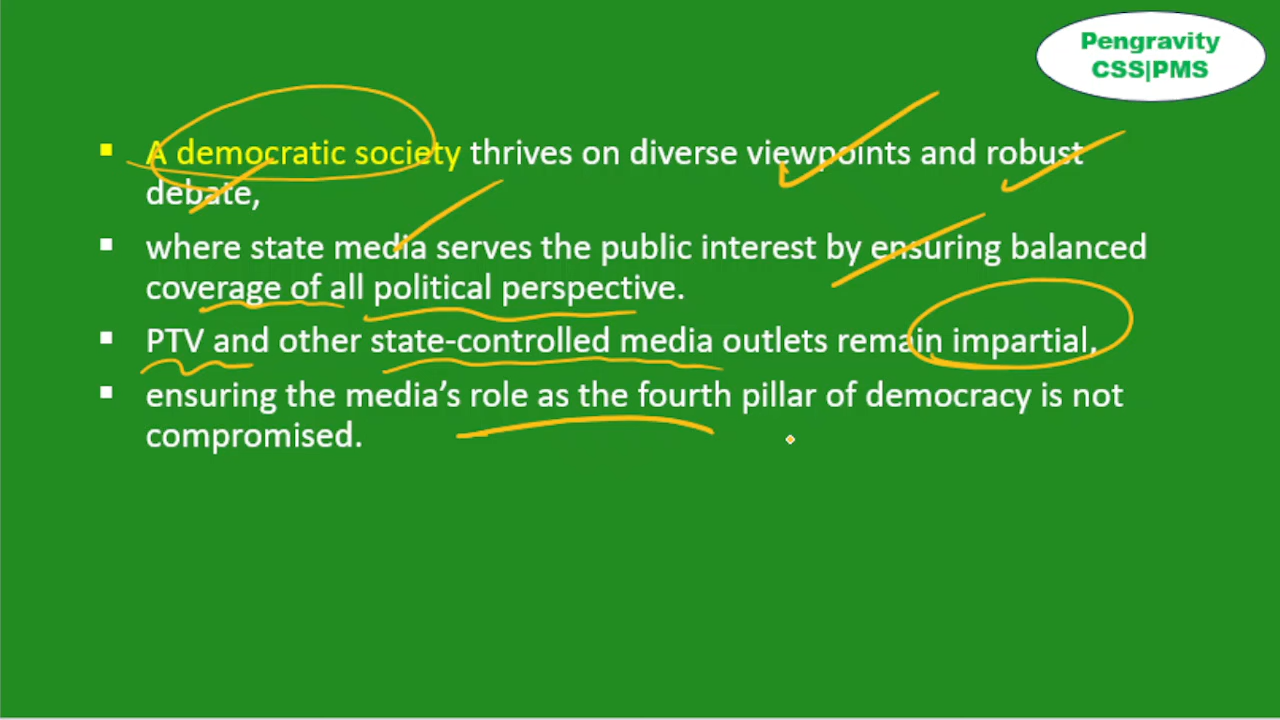 Pengravity
CSS|PMS
▪ A democratic society thrives on diverse viewpoints and robust
debate,
▪ where state media serves the public interest by ensuring balanced
coverage of all political perspective.
▪ PTV and other state-controlled media outlets remain impartial,
▪ ensuring the media’s role as the fourth pillar of democracy is not
compromised.